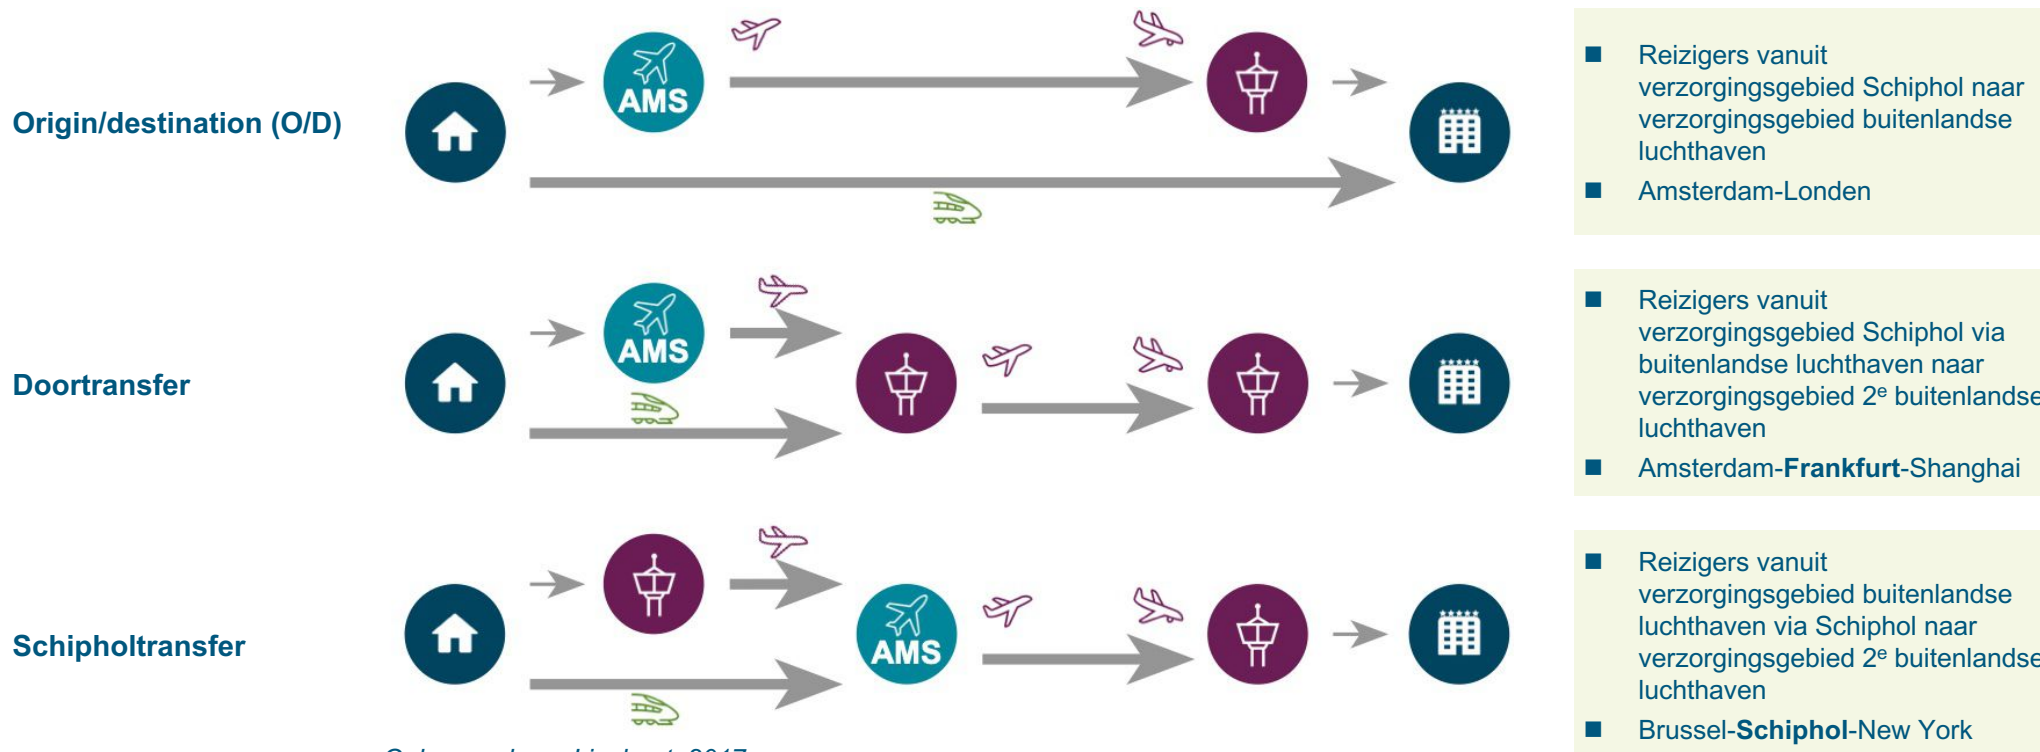 Origin/destination (O/D)
AMS
■ Reizigers vanuit
verzorgingsgebied Schiphol naar
verzorgingsgebied buitenlandse
luchthaven
■ Amsterdam-Londen
Doortransfer
AMS
■ Reizigers vanuit
verzorgingsgebied Schiphol via
buitenlandse luchthaven naar
verzorgingsgebied 2e buitenlandse
luchthaven
■ Amsterdam-Frankfurt-Shanghai
Schipholtransfer
AMS
■ Reizigers vanuit
verzorgingsgebied buitenlandse
luchthaven via Schiphol naar
verzorgingsgebied 2e buitenlandse
luchthaven
■ Brussel-Schiphol-New York